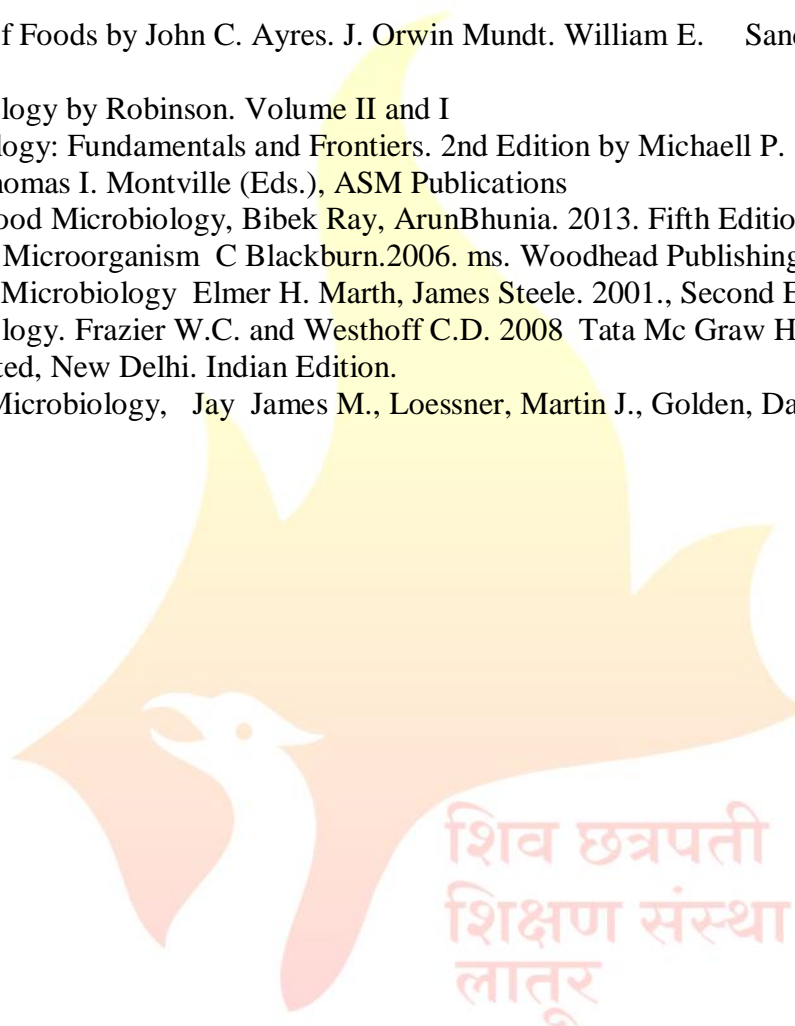 f Foods by John C. Ayres. J. Orwin Mundt. William E. Sand
logy by Robinson. Volume II and I
logy: Fundamentals and Frontiers. 2nd Edition by Michaell P.
homas I. Montville (Eds.), ASM Publications
ood Microbiology, Bibek Ray, ArunBhunia. 2013. Fifth Editio
Microorganism C Blackburn.2006. ms. Woodhead Publishing
Microbiology Elmer H. Marth, James Steele. 2001., Second E
logy. Frazier W.C. and Westhoff C.D. 2008 Tata Mc Graw H
ted, New Delhi. Indian Edition.
Microbiology, Jay James M., Loessner, Martin J., Golden, Da
शिव छत्रपती
शिक्षण संस्था
लातूर